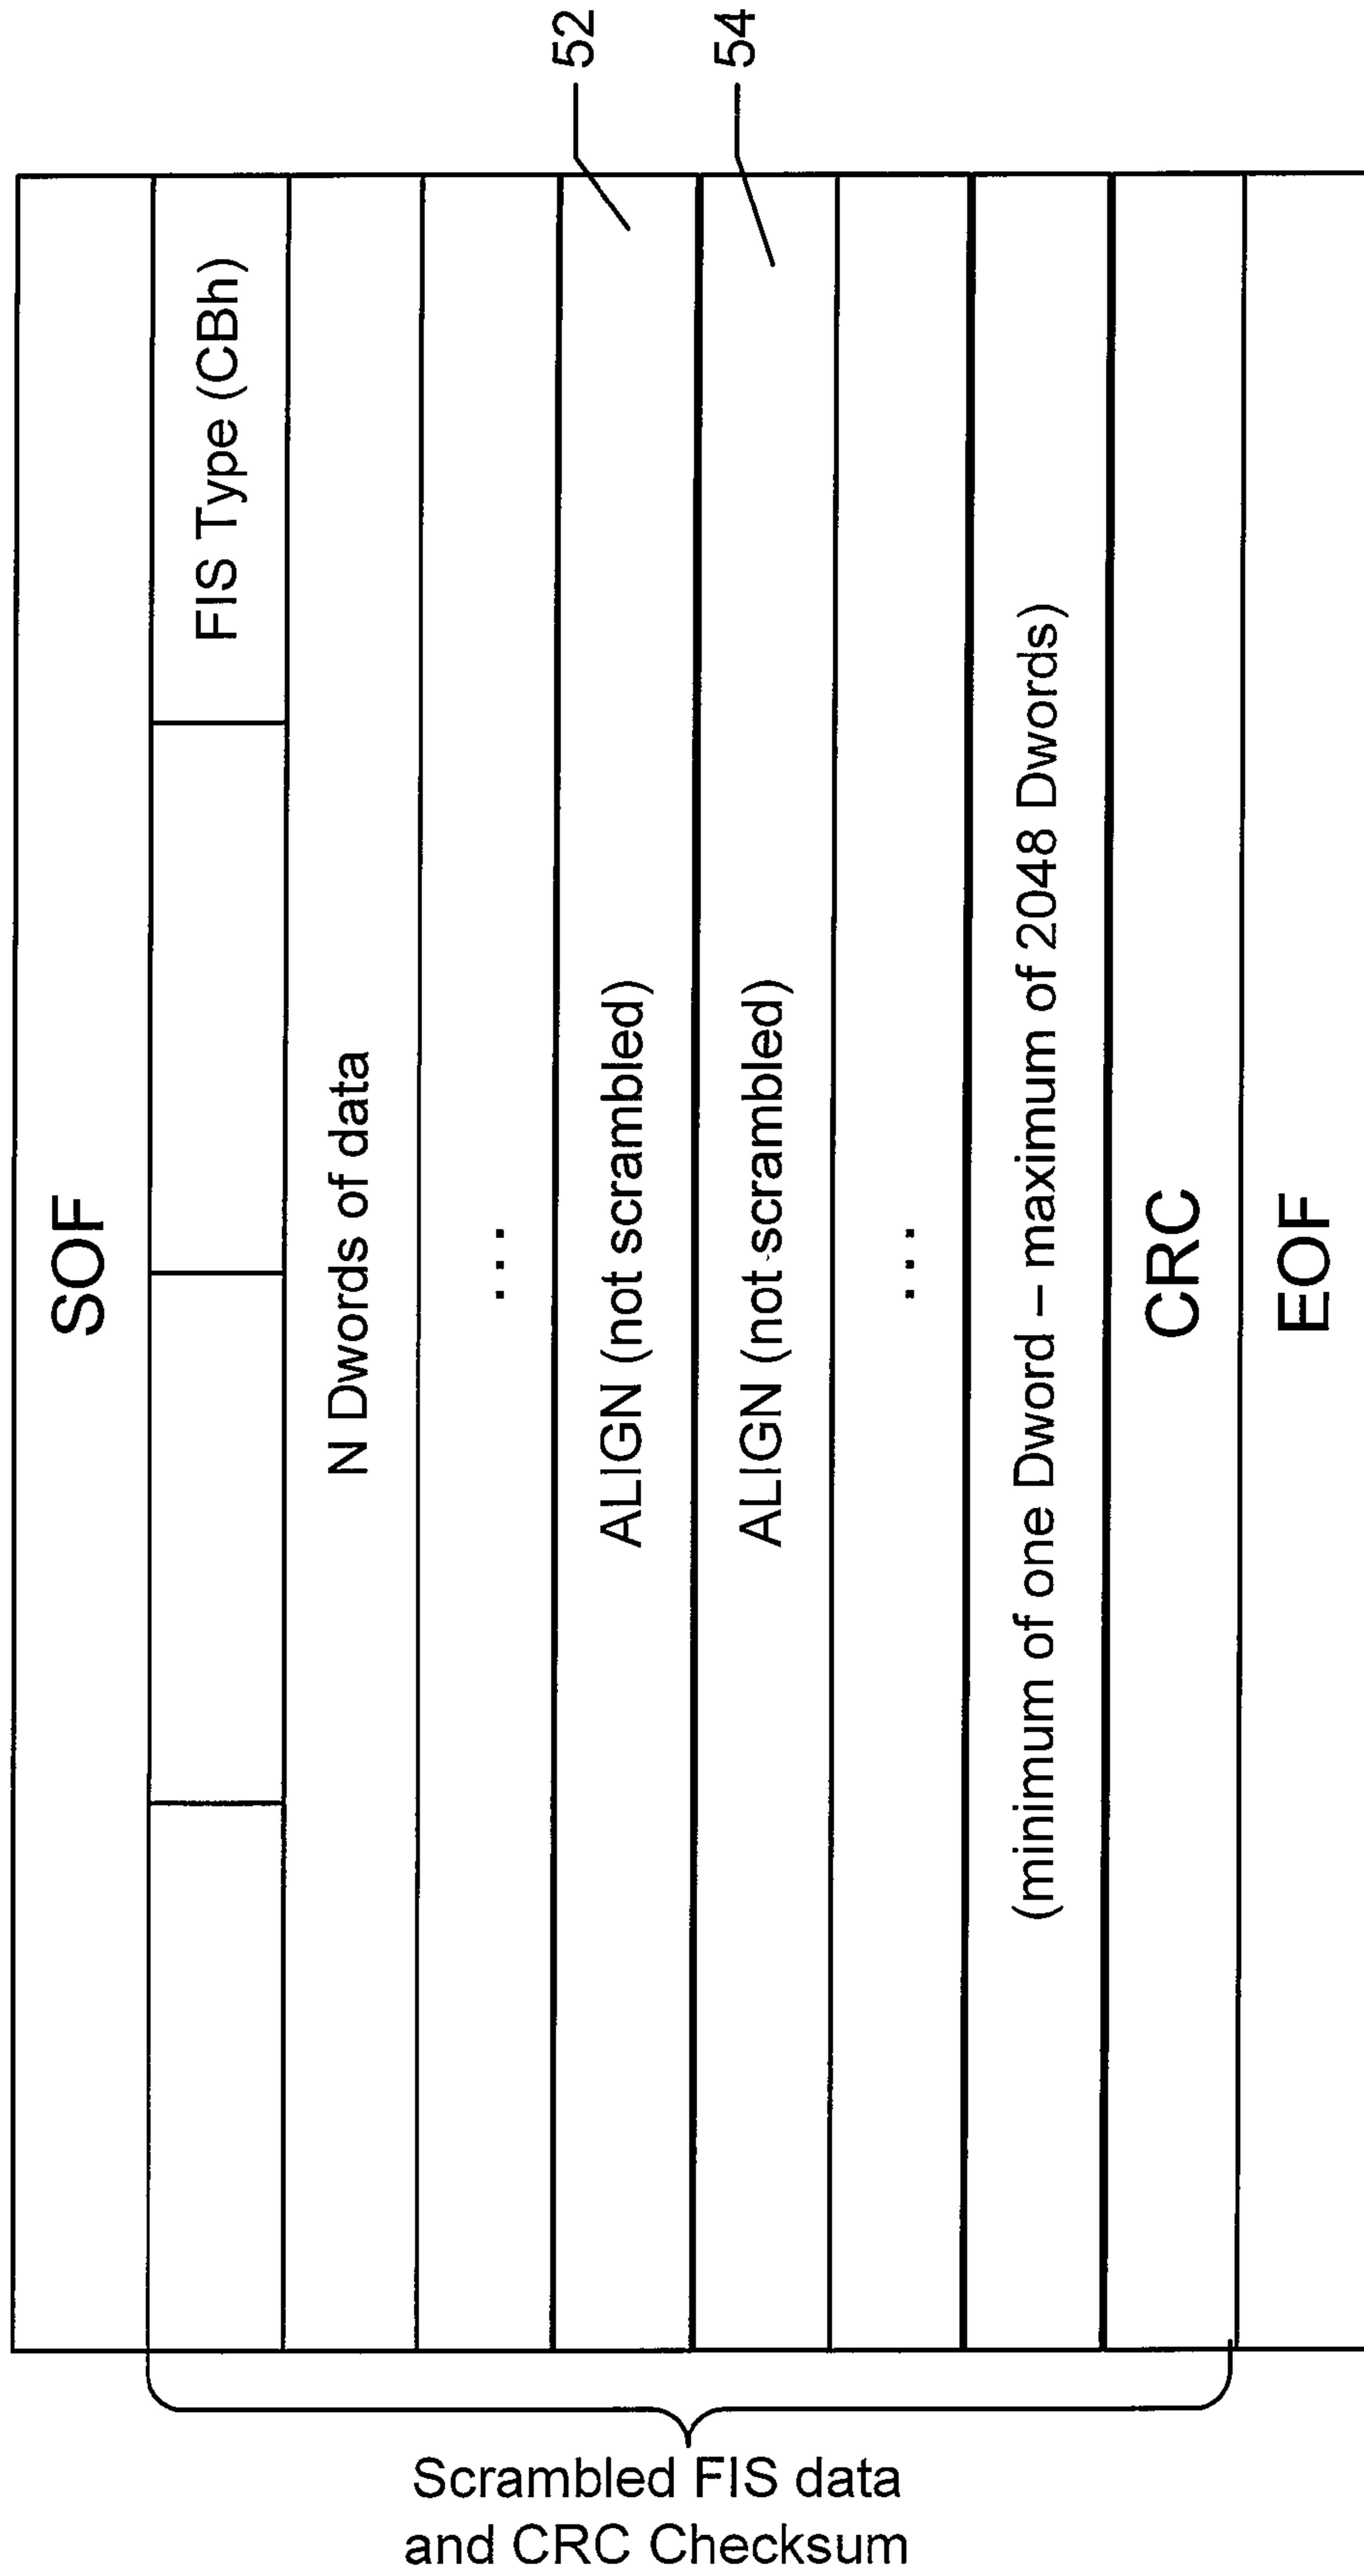 SOF
FIS Type (CBh)
N Dwords of data
...
ALIGN (not scrambled)
52
ALIGN (not scrambled)
54
...
(minimum of one Dword – maximum of 2048 Dwords)
CRC
EOF
Scrambled FIS data
and CRC Checksum